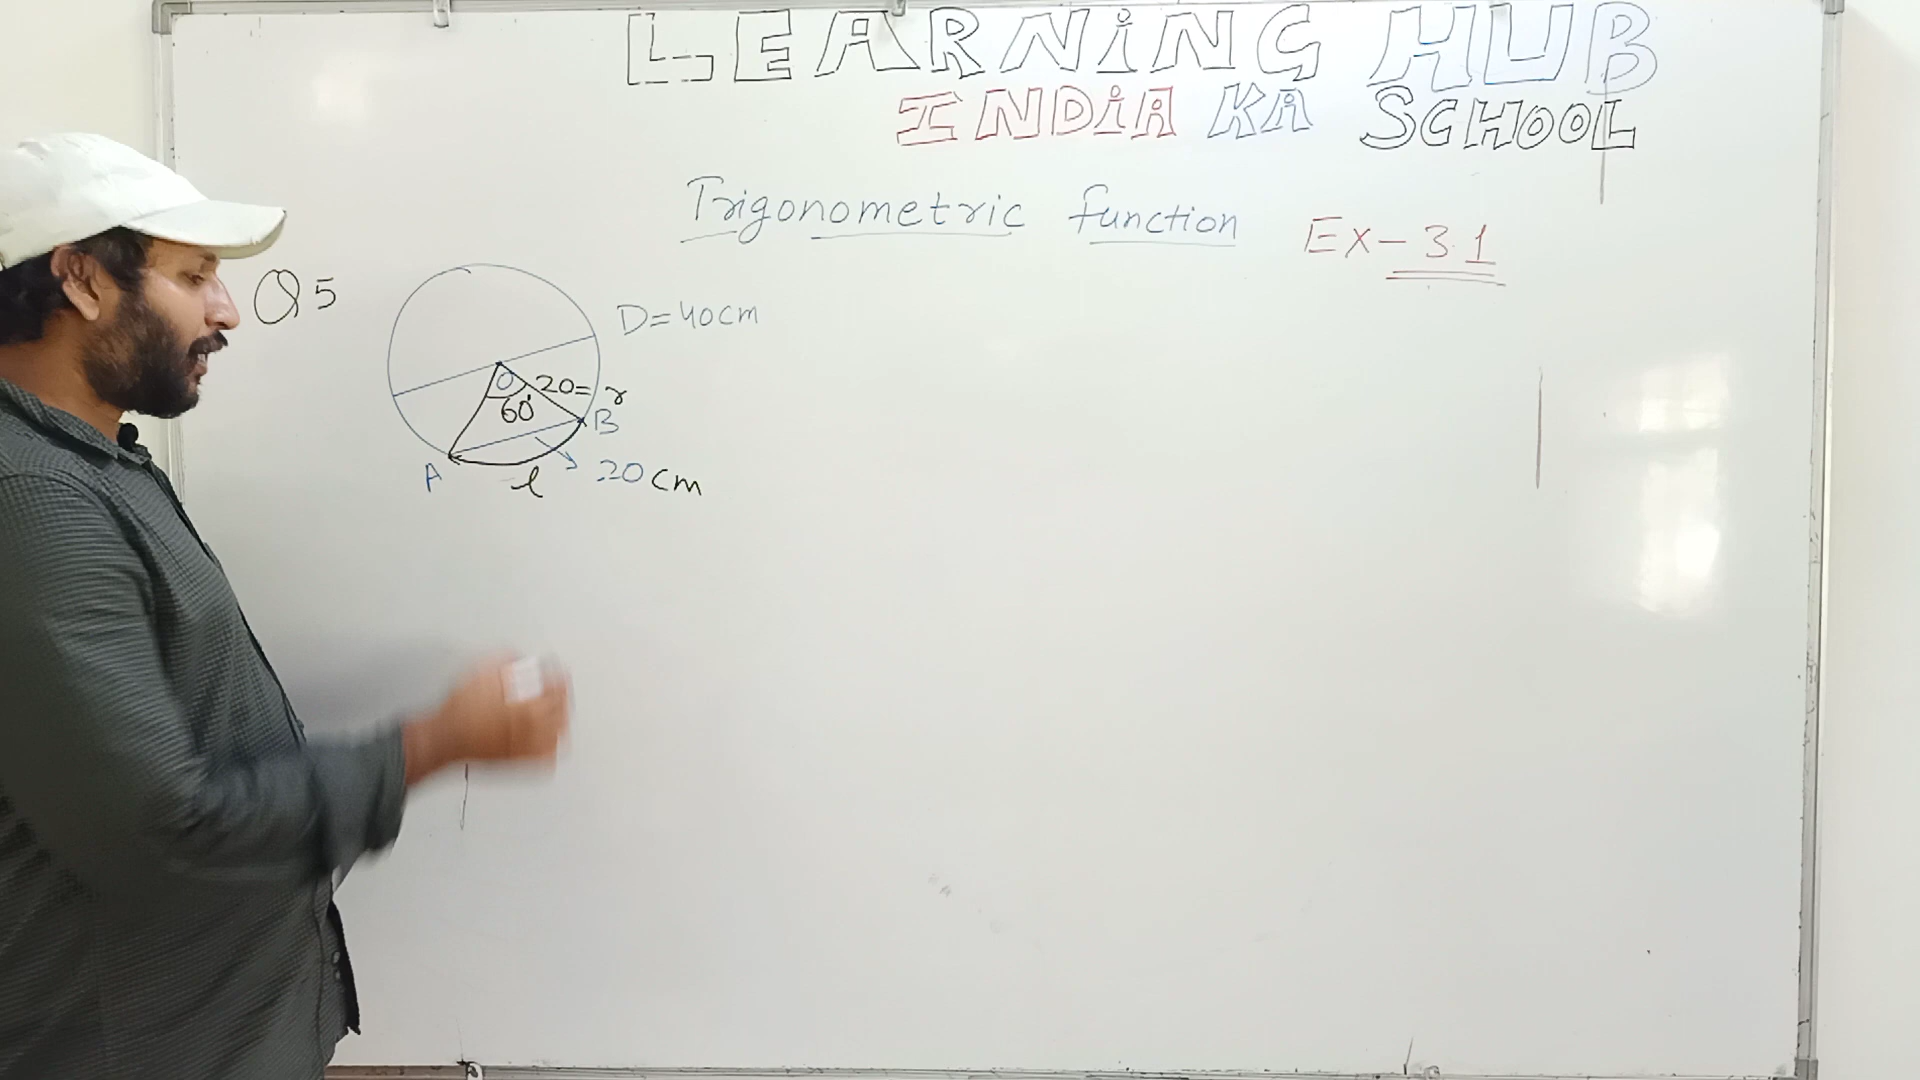 LEARNiNG HUB
INDiA KA SCHOOL
Trigonometric function
Ex-3.1
Q5
D=40cm
O 20= r
60°
B
A
l
20cm